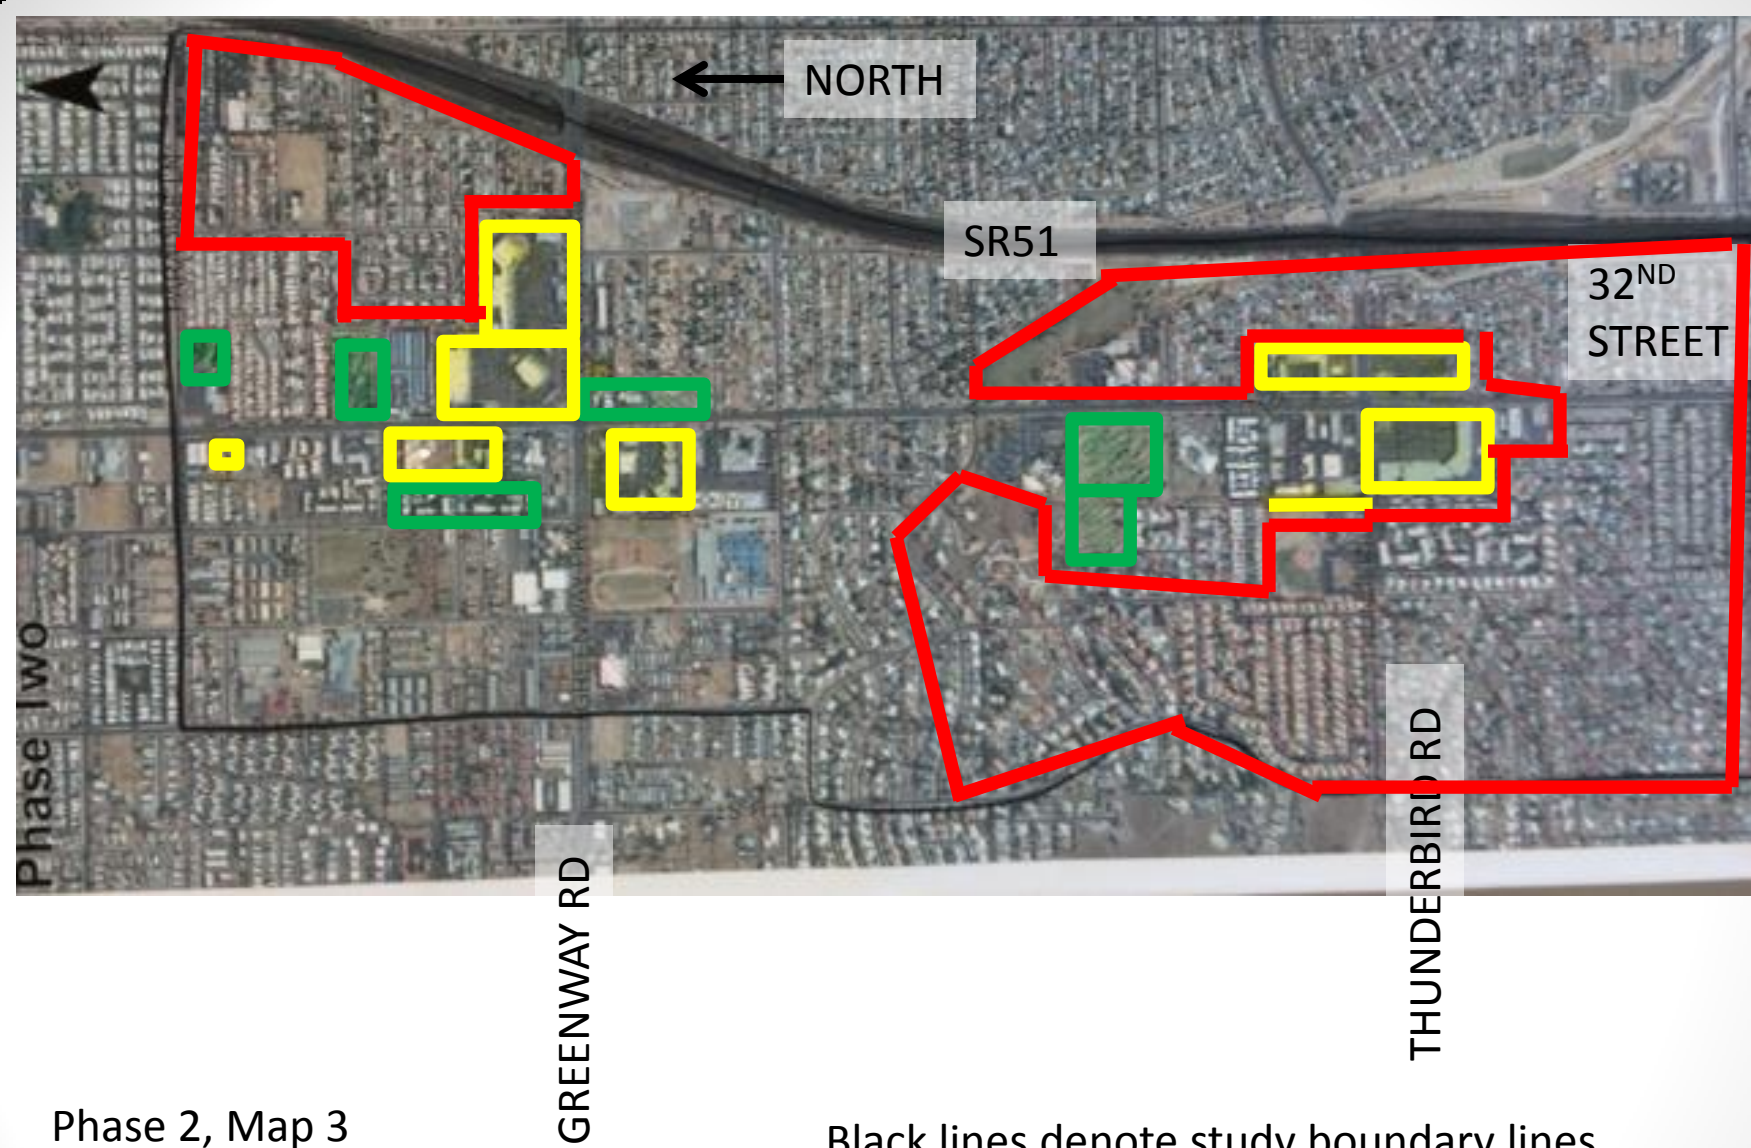 NORTH
SR51
32ND
STREET
Phase Two
THUNDERBIRD RD
GREENWAY RD
Phase 2, Map 3
Black lines denote study boundary lines